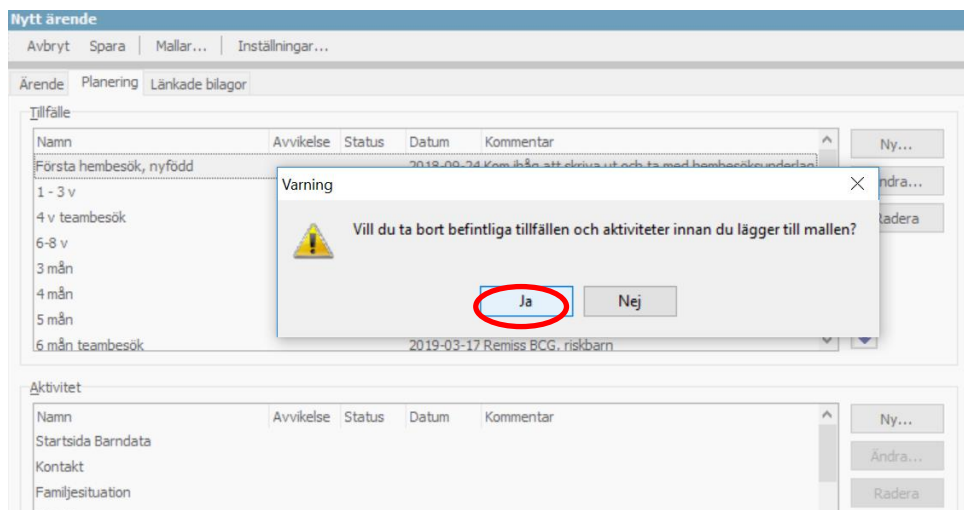 Nytt ärende
Avbryt Spara Mallar... Inställningar...
Ärende Planering Länkade bilagor
Tillfälle
Namn Avvikelse Status Datum Kommentar
Ny...
Första hembesök, nyfödd 2018-09-24 Kom ihåg att skriva ut och ta med hembesöksunderlag
Varning
ndra...
1 - 3 v
4 v teambesök
Radera
Vill du ta bort befintliga tillfällen och aktiviteter innan du lägger till mallen?
6-8 v
3 mån
4 mån
Ja Nej
5 mån
6 mån teambesök 2019-03-17 Remiss BCG, riskbarn
Aktivitet
Namn Avvikelse Status Datum Kommentar
Ny...
Startsida Barndata
Ändra...
Kontakt
Familjesituation
Radera